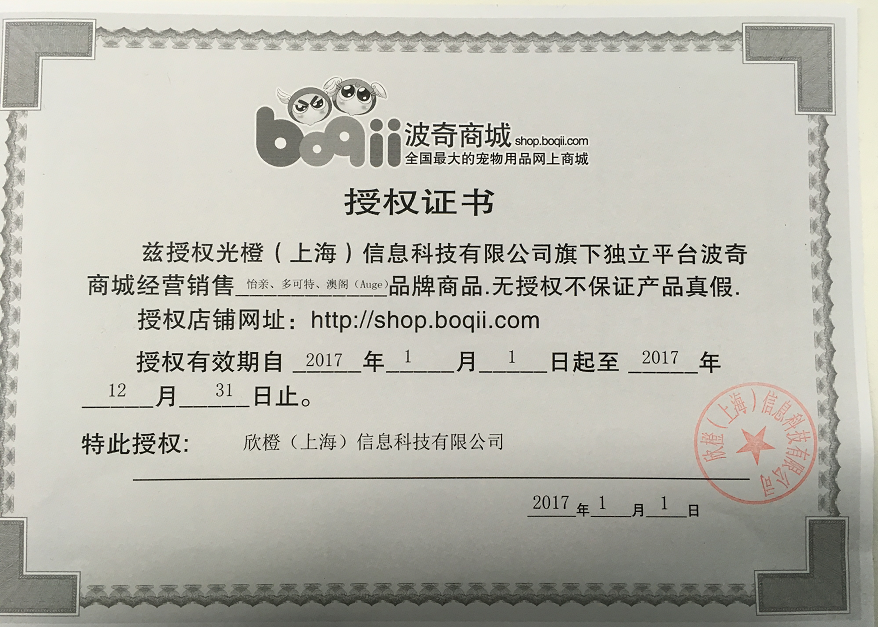 boqii 波奇商城 shop.boqii.com
全国最大的宠物用品网上商城
授权证书
兹授权光橙（上海）信息科技有限公司旗下独立平台波奇
商城经营销售 怡亲、多可特、澳阁（Auge） 品牌商品.无授权不保证产品真假.
授权店铺网址：http://shop.boqii.com
授权有效期自 2017 年 1 月 1 日起至 2017 年
12 月 31 日止。
特此授权: 欣橙（上海）信息科技有限公司
欣橙（上海）信息科技有限公司
2017 年 1 月 1 日